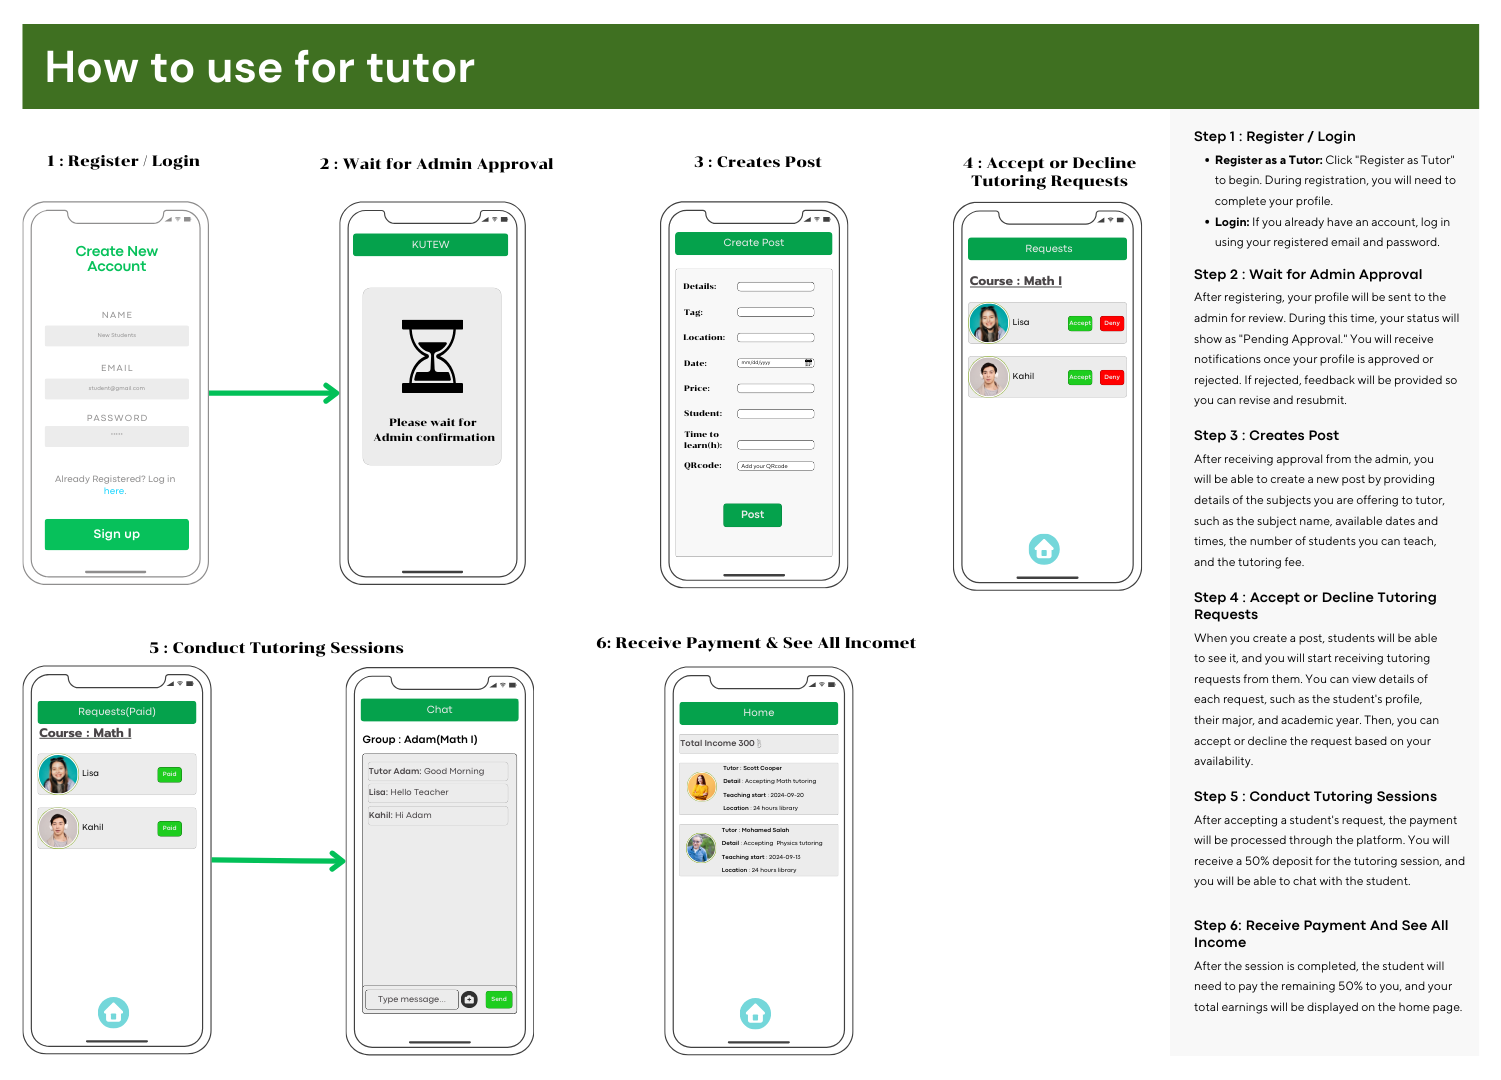 How to use for tutor
1 : Register / Login
Create New
Account
NAME
New Students
EMAIL
student@gmail.com
PASSWORD
*****
Already Registered? Log in
here.
Sign up
2 : Wait for Admin Approval
KUTEW
Please wait for
Admin confirmation
3 : Creates Post
Create Post
Details:
Tag:
Location:
Date:
mm/dd/yyyy
Price:
Student:
Time to
learn(h):
QRcode:
Add your QRcode
Post
4 : Accept or Decline
Tutoring Requests
Requests
Course : Math I
Lisa
Accept
Deny
Kahil
Accept
Deny
5 : Conduct Tutoring Sessions
Requests(Paid)
Course : Math I
Lisa
Paid
Kahil
Paid
Chat
Group : Adam(Math I)
Tutor Adam: Good Morning
Lisa: Hello Teacher
Kahil: Hi Adam
Type message...
Send
6: Receive Payment & See All Incomet
Home
Total Income 300
Tutor : Scott Cooper
Detail : Accepting Math tutoring
Teaching start : 2024-09-20
Location : 24 hours library
Tutor : Mohamed Salah
Detail : Accepting Physics tutoring
Teaching start : 2024-09-13
Location : 24 hours library
Step 1 : Register / Login
• Register as a Tutor: Click "Register as Tutor"
to begin. During registration, you will need to
complete your profile.
• Login: If you already have an account, log in
using your registered email and password.
Step 2 : Wait for Admin Approval
After registering, your profile will be sent to the
admin for review. During this time, your status will
show as "Pending Approval." You will receive
notifications once your profile is approved or
rejected. If rejected, feedback will be provided so
you can revise and resubmit.
Step 3 : Creates Post
After receiving approval from the admin, you
will be able to create a new post by providing
details of the subjects you are offering to tutor,
such as the subject name, available dates and
times, the number of students you can teach,
and the tutoring fee.
Step 4 : Accept or Decline Tutoring
Requests
When you create a post, students will be able
to see it, and you will start receiving tutoring
requests from them. You can view details of
each request, such as the student's profile,
their major, and academic year. Then, you can
accept or decline the request based on your
availability.
Step 5 : Conduct Tutoring Sessions
After accepting a student's request, the payment
will be processed through the platform. You will
receive a 50% deposit for the tutoring session, and
you will be able to chat with the student.
Step 6: Receive Payment And See All
Income
After the session is completed, the student will
need to pay the remaining 50% to you, and your
total earnings will be displayed on the home page.